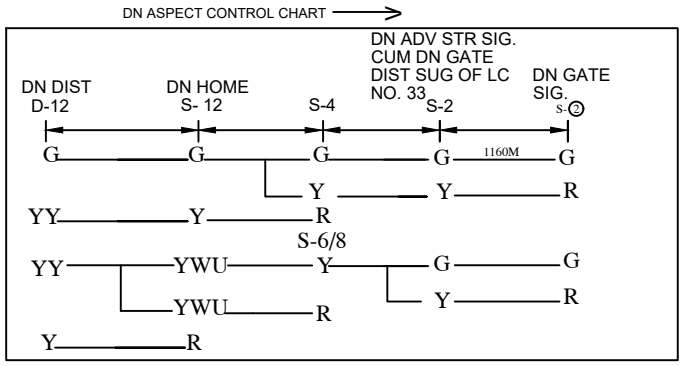 DN ASPECT CONTROL CHART
DN ADV STR SIG.
CUM DN GATE
DIST SUG OF LC
NO. 33
DN DIST
D-12
DN HOME
S- 12
S-4
S-2
DN GATE
SIG.
S-②
G G G G 1160M G
Y Y R
YY Y R
S-6/8
YY YWU Y G G
Y R
YWU R
Y R